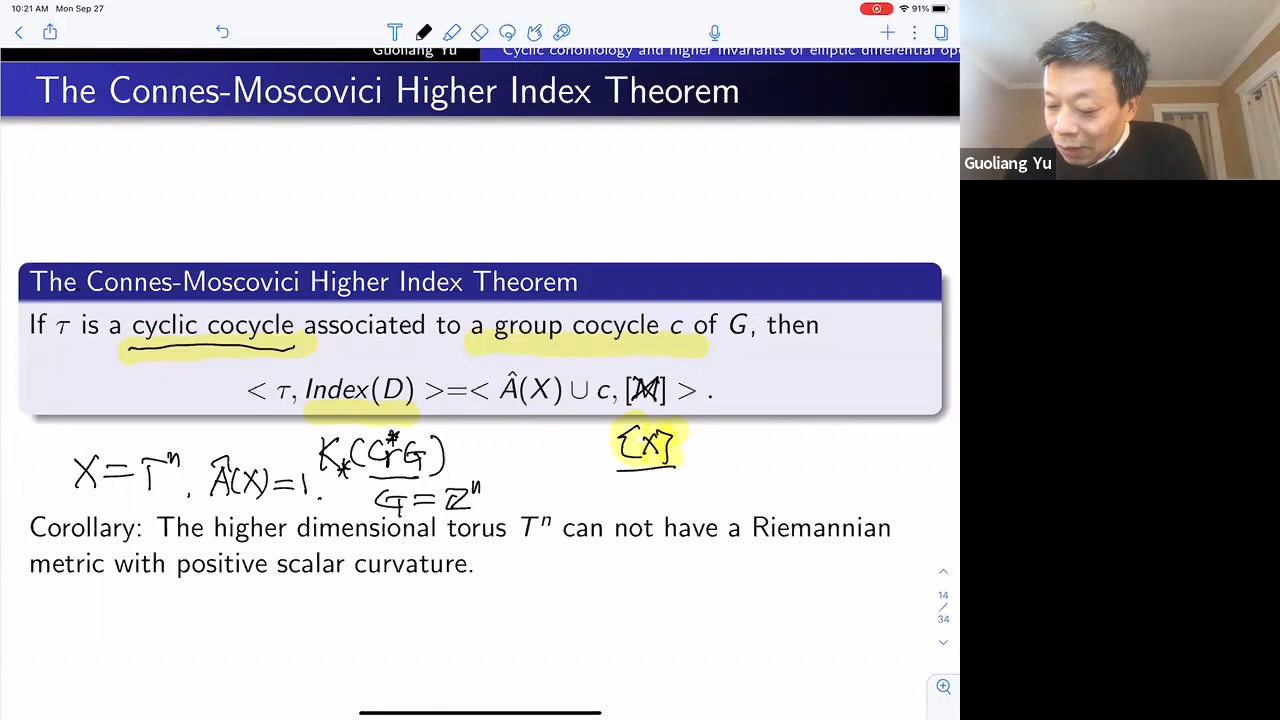 10:21 AM Mon Sep 27
91%
Guoliang Yu Cyclic cohomology and higher invariants of elliptic differential op
The Connes-Moscovici Higher Index Theorem
Guoliang Yu
The Connes-Moscovici Higher Index Theorem
If τ is a cyclic cocycle associated to a group cocycle c of G, then
< τ, Index(D) >=< Â(X) ∪ c, [M] > .
[X]
K_*(C_r^*G)
X = T^n, Â(X) = 1.
G = Z^n
Corollary: The higher dimensional torus T^n can not have a Riemannian
metric with positive scalar curvature.
14
/
34